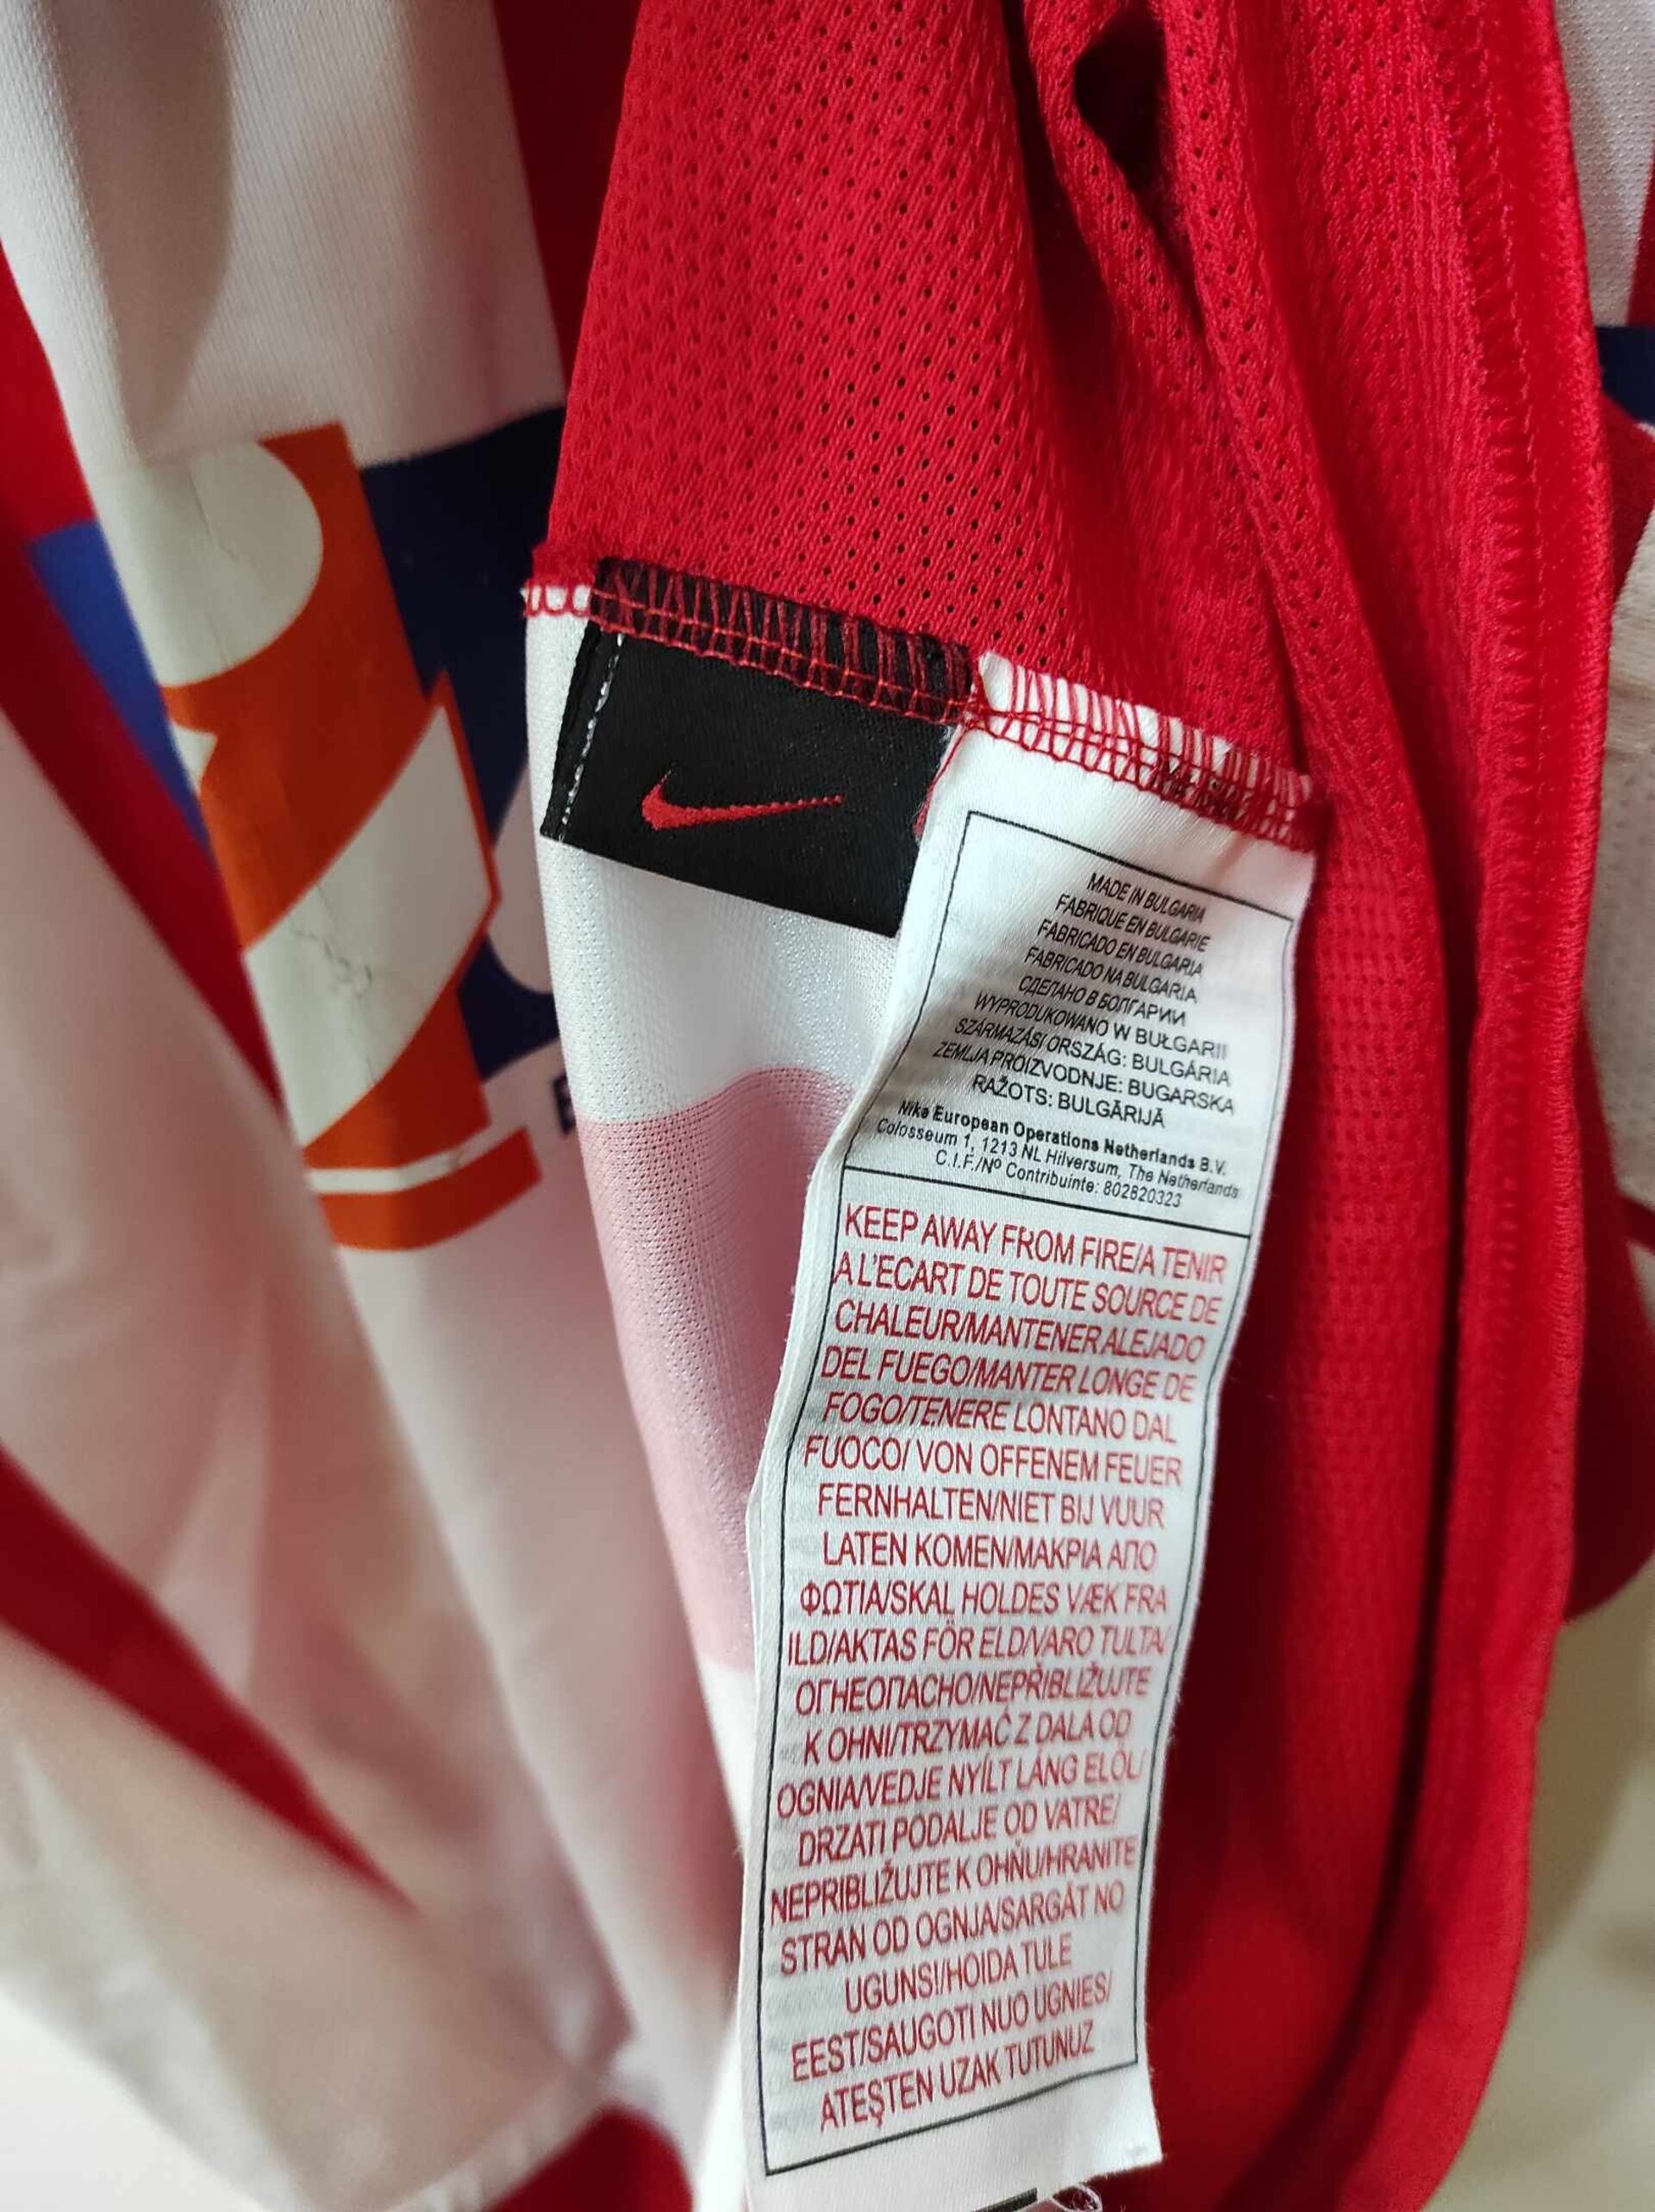 MADE IN BULGARIA
FABRIQUE EN BULGARIE
FABRICADO EN BULGARIA
FABRICADO NA BULGARIA
СДЕЛАНО В БОЛГАРИИ
WYPRODUKOWANO W BUŁGARII
SZÁRMAZÁSI ORSZÁG: BULGÁRIA
ZEMLJA PROIZVODNJE: BUGARSKA
RAŽOTS: BULGĀRIJĀ
Nike European Operations Netherlands B.V.
Colosseum 1, 1213 NL Hilversum, The Netherlands
C.I.F./Nº Contribuinte: 802820323
KEEP AWAY FROM FIRE/A TENIR
A L'ECART DE TOUTE SOURCE DE
CHALEUR/MANTENER ALEJADO
DEL FUEGO/MANTER LONGE DE
FOGO/TENERE LONTANO DAL
FUOCO/ VON OFFENEM FEUER
FERNHALTEN/NIET BIJ VUUR
LATEN KOMEN/ΜΑΚΡΙΑ ΑΠΟ
ΦΩΤΙΑ/SKAL HOLDES VÆK FRA
ILD/AKTAS FÖR ELD/VARO TULTA/
ОГНЕОПАСНО/NEPŘIBLIŽUJTE
K OHNI/TRZYMAĆ Z DALA OD
OGNIA/VEDJE NYÍLT LÁNG ELÖL/
DRZATI PODALJE OD VATRE/
NEPRIBLIŽUJTE K OHŇU/HRANITE
STRAN OD OGNJA/SARGĀT NO
UGUNS!/HOIDA TULE
EEST/SAUGOTI NUO UGNIES/
ATEŞTEN UZAK TUTUNUZ